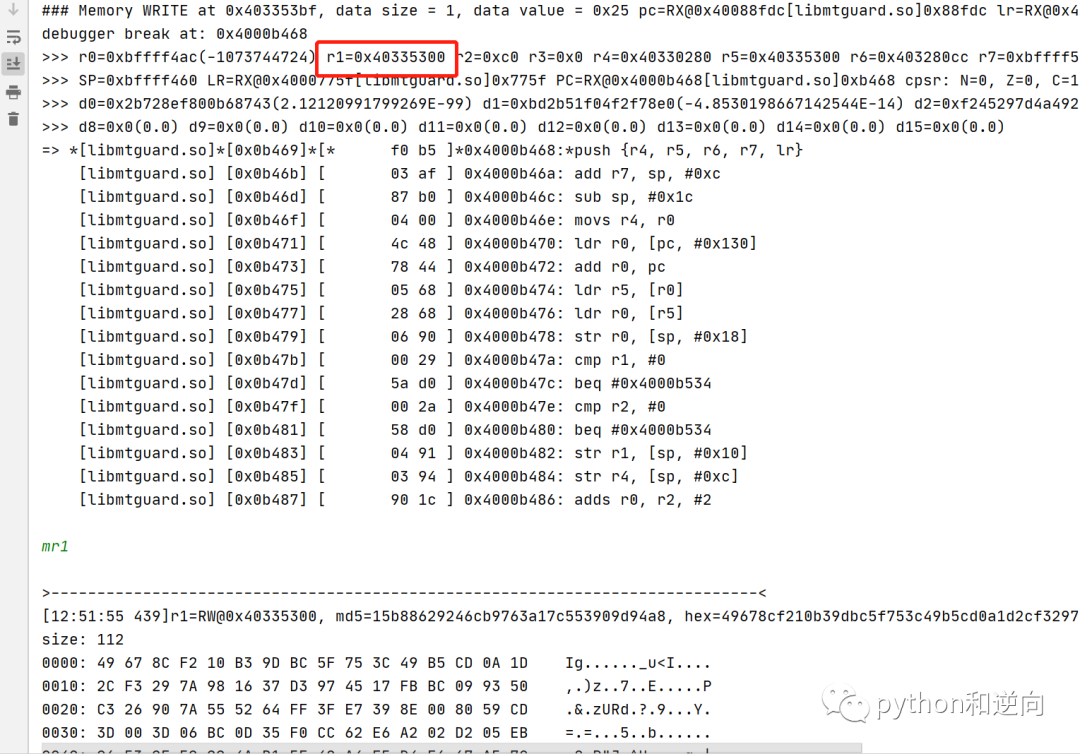 ### Memory WRITE at 0x403353bf, data size = 1, data value = 0x25 pc=RX@0x40088fdc[libmtguard.so]0x88fdc lr=RX@0x4
debugger break at: 0x4000b468
>>> r0=0xbffff4ac(-1073744724) r1=0x40335300 r2=0xc0 r3=0x0 r4=0x40330280 r5=0x40335300 r6=0x403280cc r7=0xbffff5
>>> SP=0xbffff460 LR=RX@0x4000775f[libmtguard.so]0x775f PC=RX@0x4000b468[libmtguard.so]0xb468 cpsr: N=0, Z=0, C=1
>>> d0=0x2b728ef800b68743(2.12120991799269E-99) d1=0xbd2b51f04f2f78e0(-4.8530198667142544E-14) d2=0xf245297d4a492
>>> d8=0x0(0.0) d9=0x0(0.0) d10=0x0(0.0) d11=0x0(0.0) d12=0x0(0.0) d13=0x0(0.0) d14=0x0(0.0) d15=0x0(0.0)
=> *[libmtguard.so]*[0x0b469]*[* f0 b5 ]*0x4000b468:*push {r4, r5, r6, r7, lr}
[libmtguard.so] [0x0b46b] [ 03 af ] 0x4000b46a: add r7, sp, #0xc
[libmtguard.so] [0x0b46d] [ 87 b0 ] 0x4000b46c: sub sp, #0x1c
[libmtguard.so] [0x0b46f] [ 04 00 ] 0x4000b46e: movs r4, r0
[libmtguard.so] [0x0b471] [ 4c 48 ] 0x4000b470: ldr r0, [pc, #0x130]
[libmtguard.so] [0x0b473] [ 78 44 ] 0x4000b472: add r0, pc
[libmtguard.so] [0x0b475] [ 05 68 ] 0x4000b474: ldr r5, [r0]
[libmtguard.so] [0x0b477] [ 28 68 ] 0x4000b476: ldr r0, [r5]
[libmtguard.so] [0x0b479] [ 06 90 ] 0x4000b478: str r0, [sp, #0x18]
[libmtguard.so] [0x0b47b] [ 00 29 ] 0x4000b47a: cmp r1, #0
[libmtguard.so] [0x0b47d] [ 5a d0 ] 0x4000b47c: beq #0x4000b534
[libmtguard.so] [0x0b47f] [ 00 2a ] 0x4000b47e: cmp r2, #0
[libmtguard.so] [0x0b481] [ 58 d0 ] 0x4000b480: beq #0x4000b534
[libmtguard.so] [0x0b483] [ 04 91 ] 0x4000b482: str r1, [sp, #0x10]
[libmtguard.so] [0x0b485] [ 03 94 ] 0x4000b484: str r4, [sp, #0xc]
[libmtguard.so] [0x0b487] [ 90 1c ] 0x4000b486: adds r0, r2, #2
mr1
>-----------------------------------------------------------------------------<
[12:51:55 439]r1=RW@0x40335300, md5=15b88629246cb9763a17c553909d94a8, hex=49678cf210b39dbc5f753c49b5cd0a1d2cf3297
size: 112
0000: 49 67 8C F2 10 B3 9D BC 5F 75 3C 49 B5 CD 0A 1D Ig......_u<I....
0010: 2C F3 29 7A 98 16 37 D3 97 45 17 FB BC 09 93 50 ,.)z..7..E.....P
0020: C3 26 90 7A 55 52 64 FF 3F E7 39 8E 00 80 59 CD .&.zURd.?.9...Y.
0030: 3D 00 3D 06 BC 0D 35 F0 CC 62 E6 A2 02 D2 05 EB =.=...5..b......
python和逆向